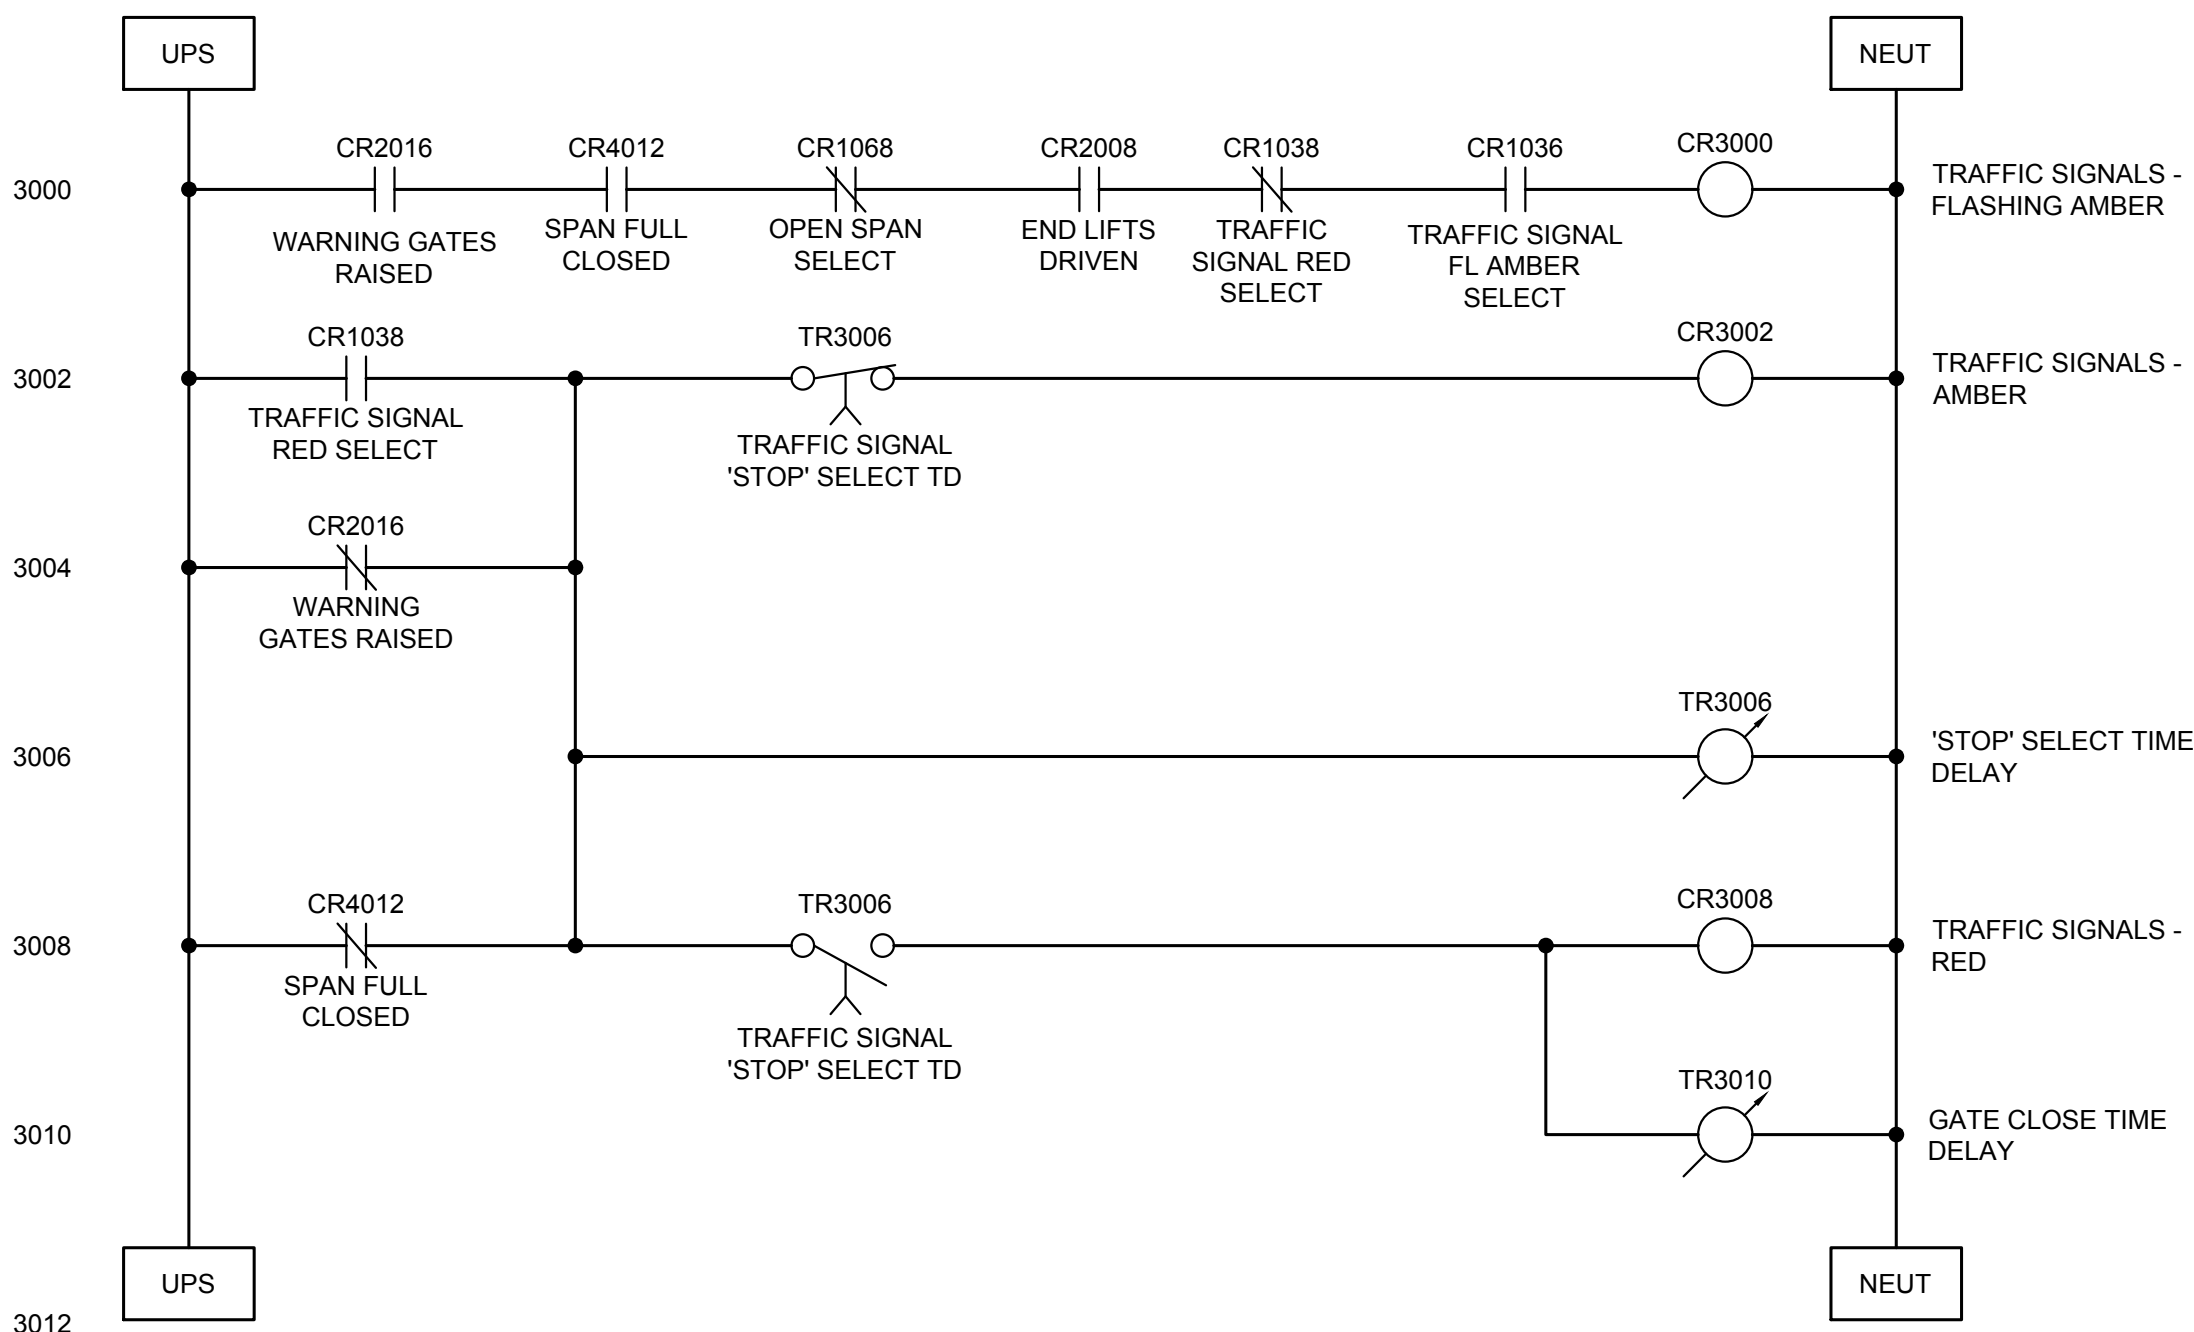 UPS
NEUT
3000
CR2016
WARNING GATES
RAISED
CR4012
SPAN FULL
CLOSED
CR1068
OPEN SPAN
SELECT
CR2008
END LIFTS
DRIVEN
CR1038
TRAFFIC
SIGNAL RED
SELECT
CR1036
TRAFFIC SIGNAL
FL AMBER
SELECT
CR3000
TRAFFIC SIGNALS -
FLASHING AMBER
3002
CR1038
TRAFFIC SIGNAL
RED SELECT
TR3006
TRAFFIC SIGNAL
'STOP' SELECT TD
CR3002
TRAFFIC SIGNALS -
AMBER
3004
CR2016
WARNING
GATES RAISED
3006
TR3006
'STOP' SELECT TIME
DELAY
3008
CR4012
SPAN FULL
CLOSED
TR3006
TRAFFIC SIGNAL
'STOP' SELECT TD
CR3008
TRAFFIC SIGNALS -
RED
3010
TR3010
GATE CLOSE TIME
DELAY
UPS
NEUT
3012